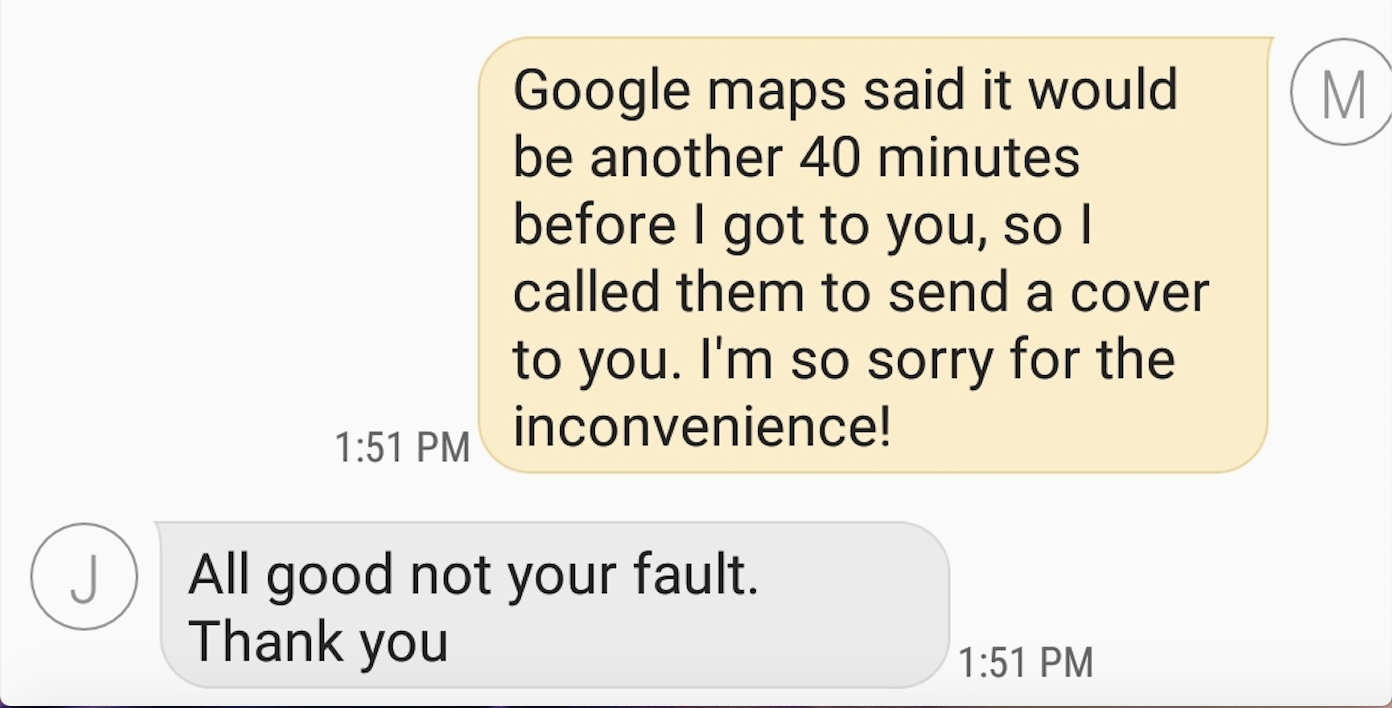 Google maps said it would
M
be another 40 minutes
before I got to you, so I
called them to send a cover
to you. I'm so sorry for the
inconvenience!
1:51 PM
J
All good not your fault.
Thank you
1:51 PM